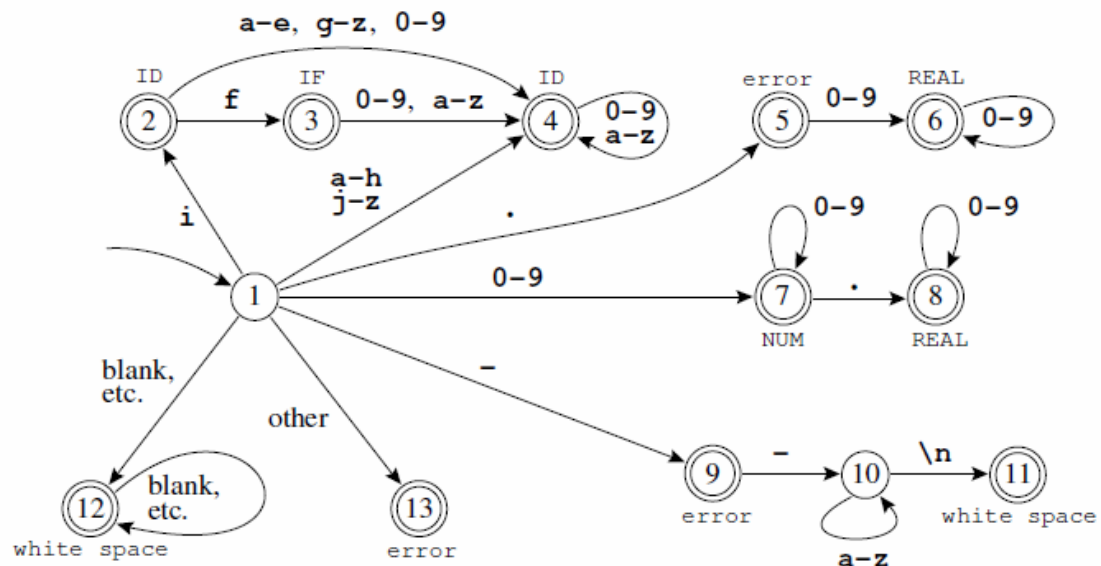 a-e, g-z, 0-9
ID IF ID error REAL
2 f 3 0-9, a-z 4 0-9 a-z 5 0-9 6 0-9
a-h
j-z
i .
0-9 0-9
1 0-9 7 . 8
NUM REAL
blank,
etc.
other
-
9 - 10 \n 11
12 blank,
etc.
13
error white space
white space error
a-z